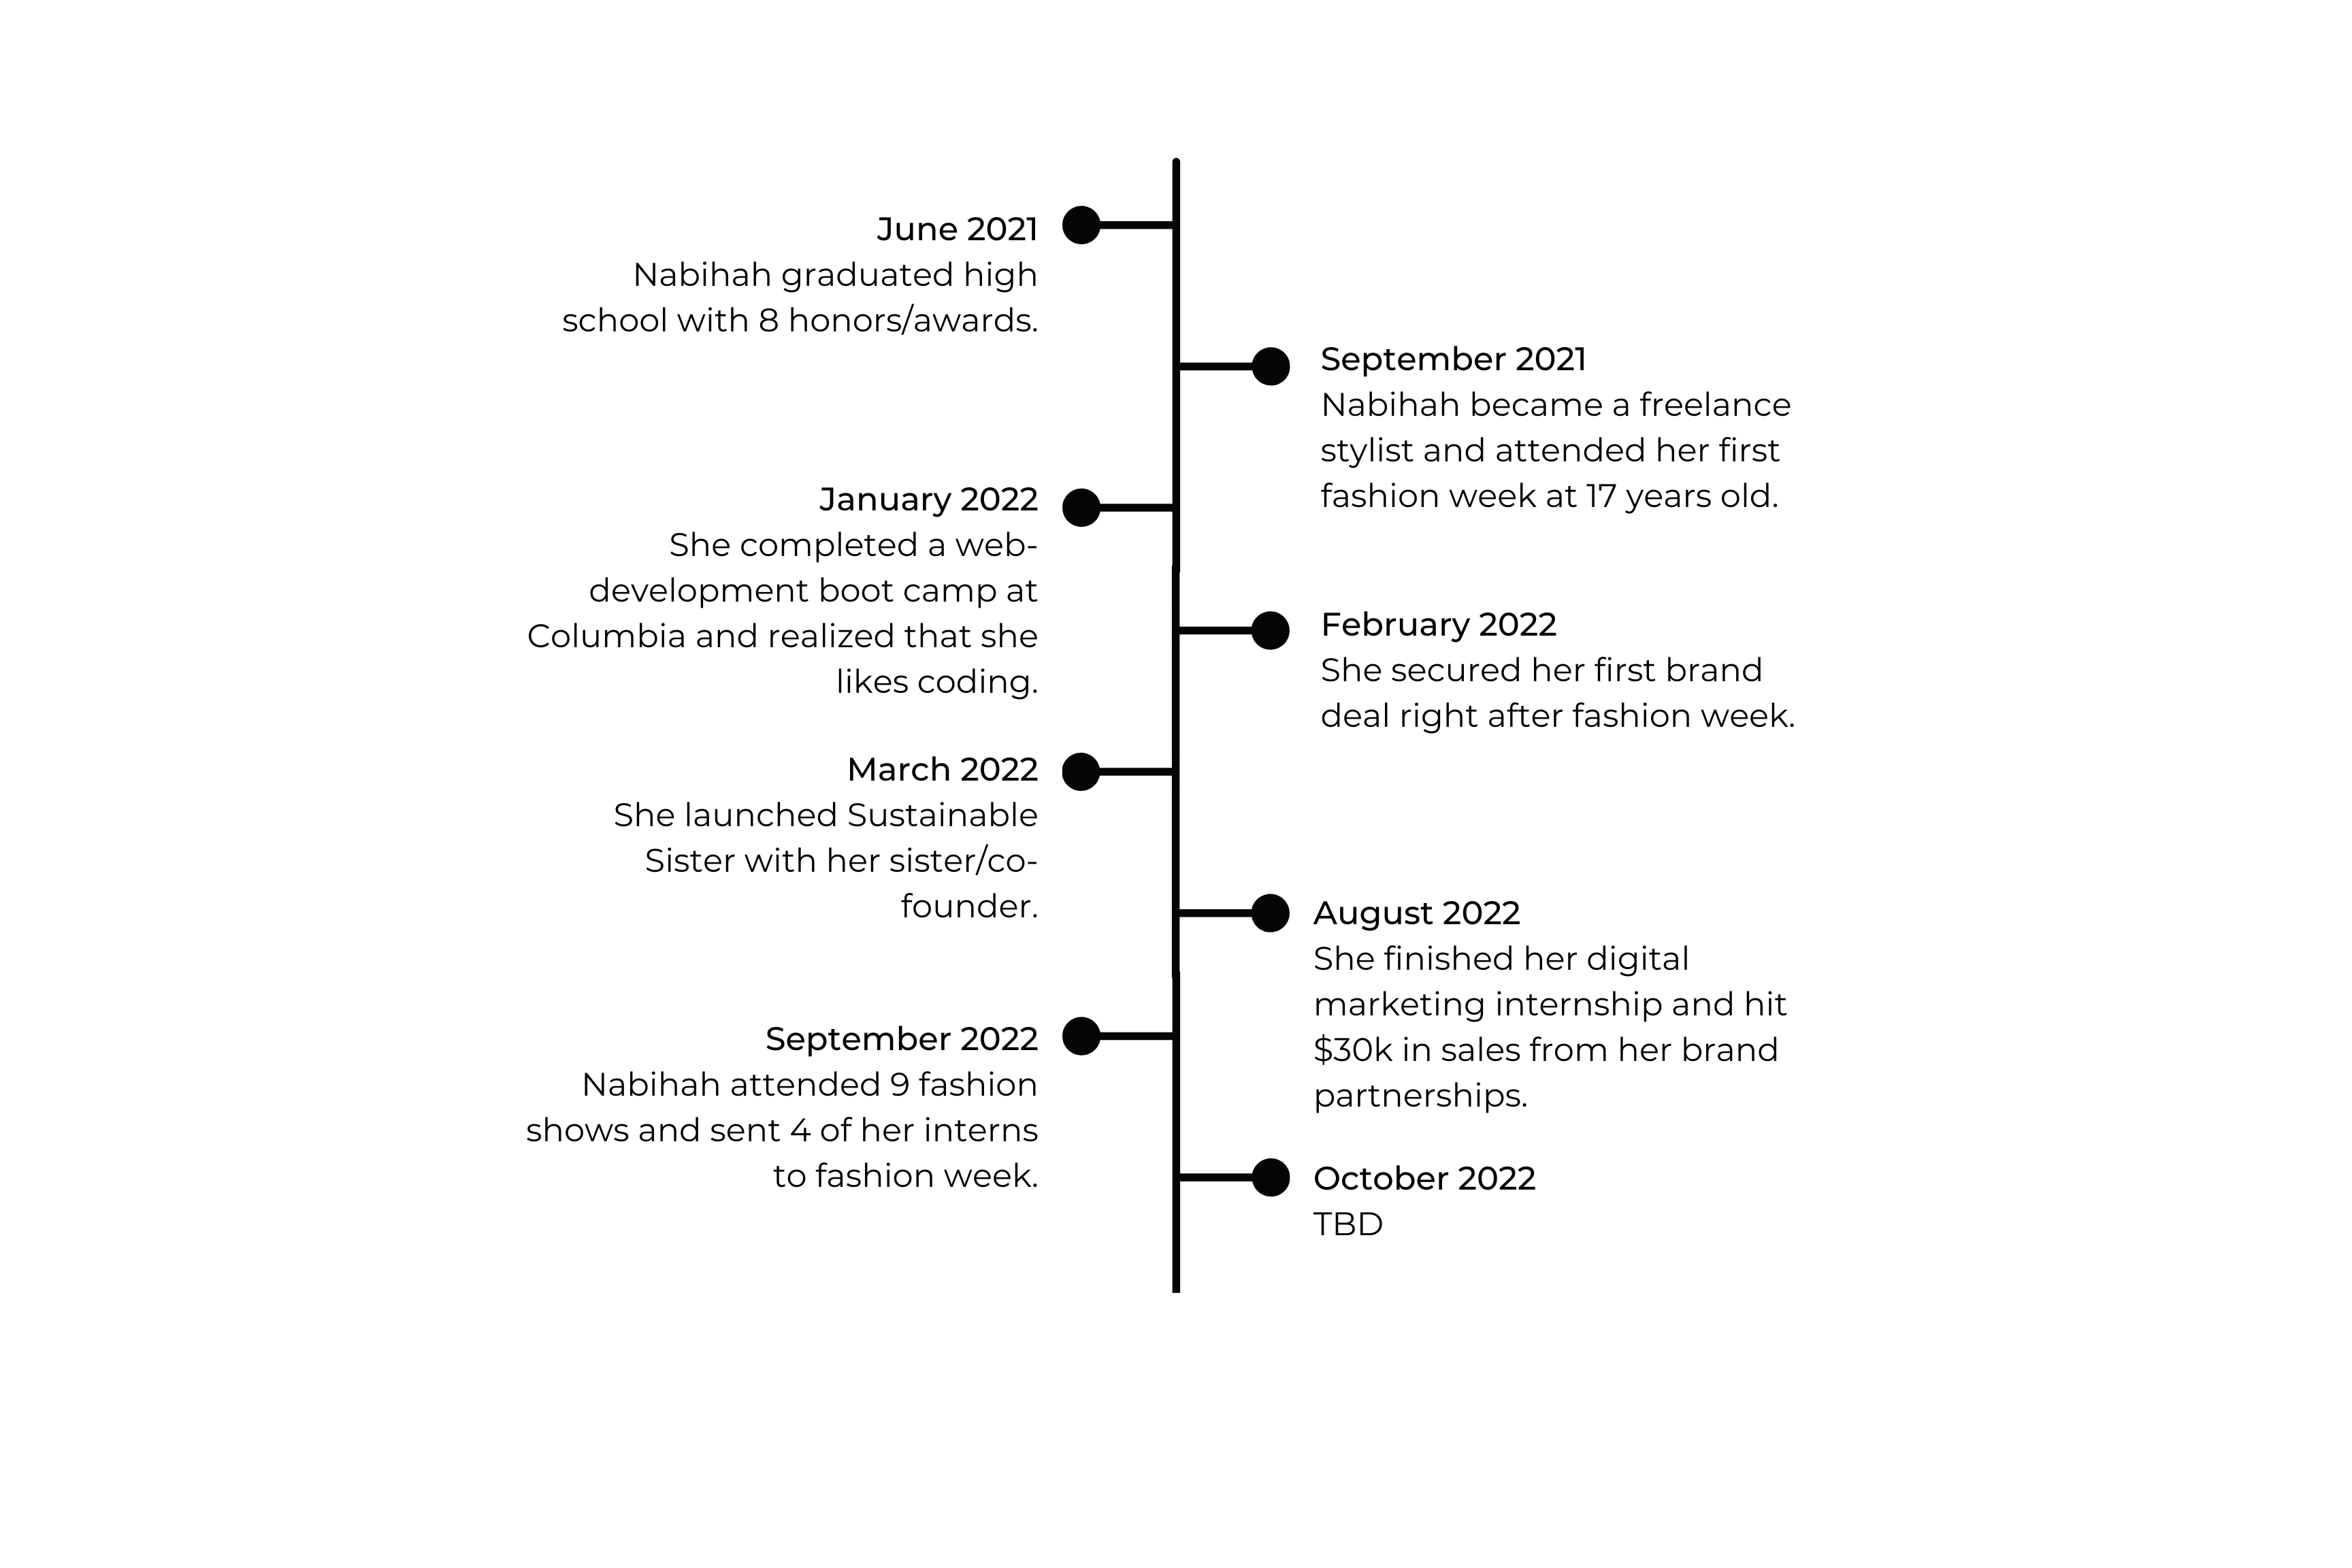 June 2021
Nabihah graduated high
school with 8 honors/awards.
September 2021
Nabihah became a freelance
stylist and attended her first
fashion week at 17 years old.
January 2022
She completed a web-
development boot camp at
Columbia and realized that she
likes coding.
February 2022
She secured her first brand
deal right after fashion week.
March 2022
She launched Sustainable
Sister with her sister/co-
founder.
August 2022
She finished her digital
marketing internship and hit
$30k in sales from her brand
partnerships.
September 2022
Nabihah attended 9 fashion
shows and sent 4 of her interns
to fashion week.
October 2022
TBD